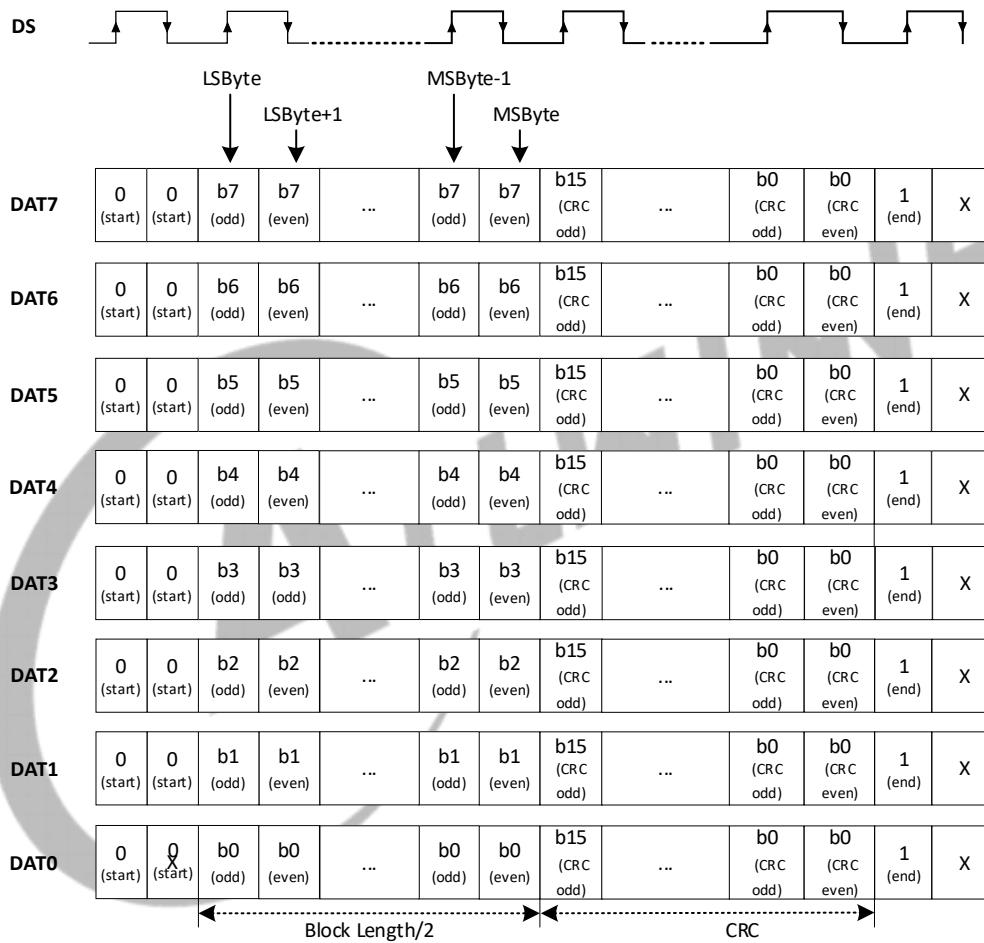 DS
LSByte
MSByte-1
LSByte+1
MSByte
DAT7 0 (start) 0 (start) b7 (odd) b7 (even) ... b7 (odd) b7 (even) b15 (CRC odd) ... b0 (CRC odd) b0 (CRC even) 1 (end) X
DAT6 0 (start) 0 (start) b6 (odd) b6 (even) ... b6 (odd) b6 (even) b15 (CRC odd) ... b0 (CRC odd) b0 (CRC even) 1 (end) X
DAT5 0 (start) 0 (start) b5 (odd) b5 (even) ... b5 (odd) b5 (even) b15 (CRC odd) ... b0 (CRC odd) b0 (CRC even) 1 (end) X
DAT4 0 (start) 0 (start) b4 (odd) b4 (even) ... b4 (odd) b4 (even) b15 (CRC odd) ... b0 (CRC odd) b0 (CRC even) 1 (end) X
DAT3 0 (start) 0 (start) b3 (odd) b3 (odd) ... b3 (odd) b3 (even) b15 (CRC odd) ... b0 (CRC odd) b0 (CRC even) 1 (end) X
DAT2 0 (start) 0 (start) b2 (odd) b2 (even) ... b2 (odd) b2 (even) b15 (CRC odd) ... b0 (CRC odd) b0 (CRC even) 1 (end) X
DAT1 0 (start) 0 (start) b1 (odd) b1 (even) ... b1 (odd) b1 (even) b15 (CRC odd) ... b0 (CRC odd) b0 (CRC even) 1 (end) X
DAT0 0 (start) 0 X (start) b0 (odd) b0 (even) ... b0 (odd) b0 (even) b15 (CRC odd) ... b0 (CRC odd) b0 (CRC even) 1 (end) X
Block Length/2 CRC